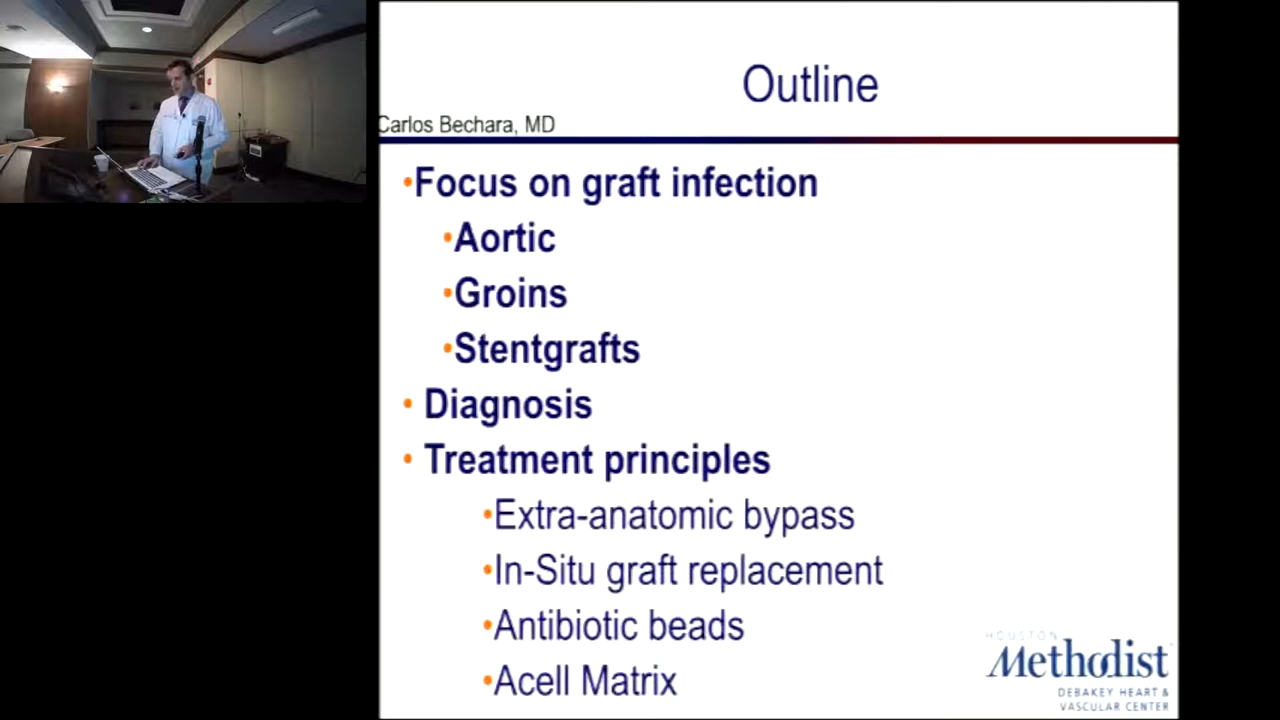 Outline
Carlos Bechara, MD
•Focus on graft infection
•Aortic
•Groins
•Stentgrafts
• Diagnosis
• Treatment principles
•Extra-anatomic bypass
•In-Situ graft replacement
•Antibiotic beads
•Acell Matrix
HOUSTON
Methodist
DEBAKEY HEART &
VASCULAR CENTER